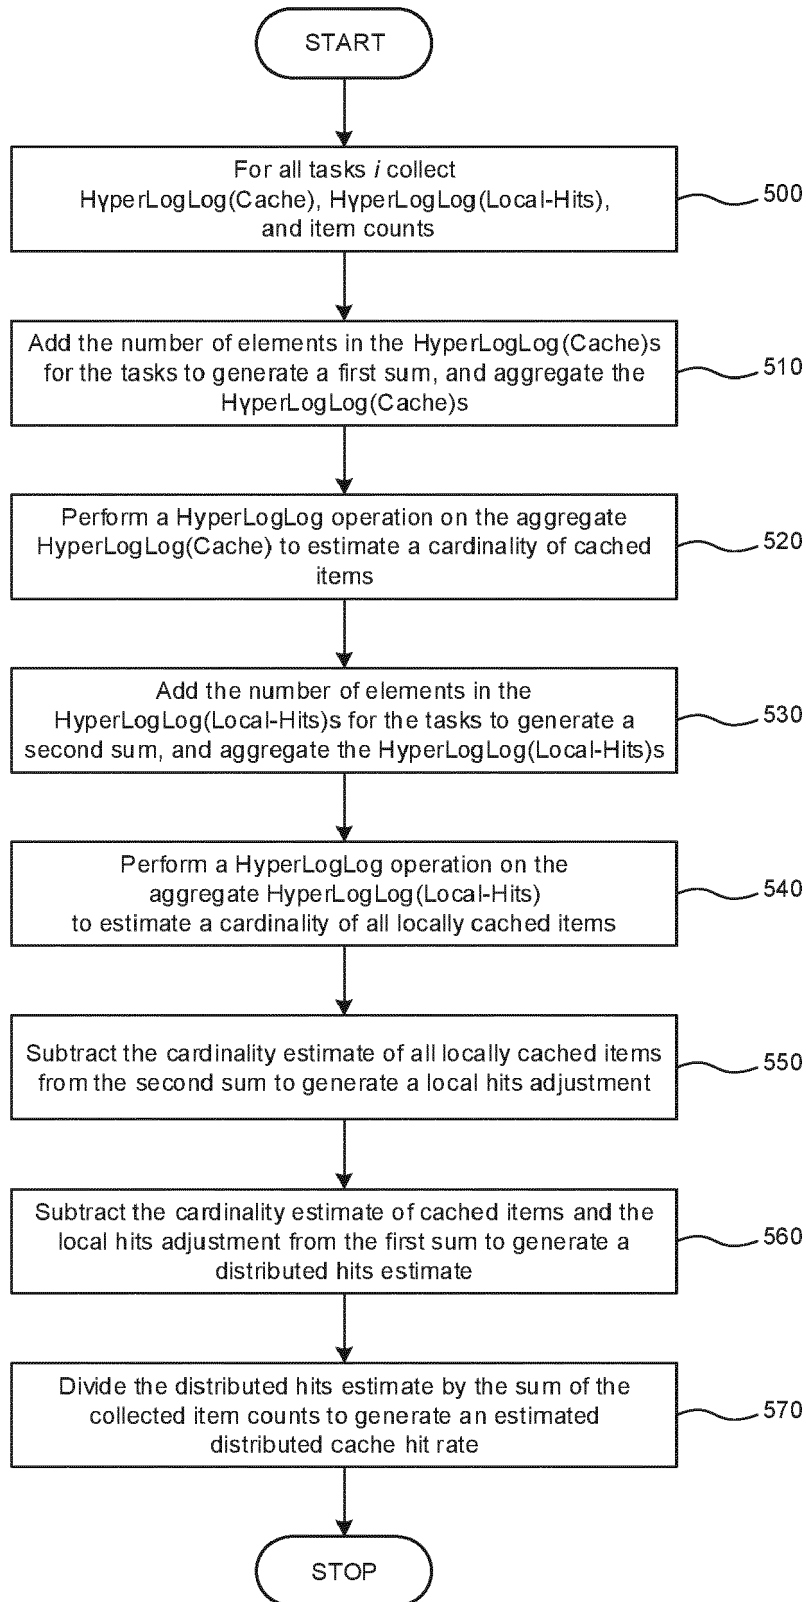 START
For all tasks i collect
HyperLogLog(Cache), HyperLogLog(Local-Hits),
and item counts
500
Add the number of elements in the HyperLogLog(Cache)s
for the tasks to generate a first sum, and aggregate the
HyperLogLog(Cache)s
510
Perform a HyperLogLog operation on the aggregate
HyperLogLog(Cache) to estimate a cardinality of cached
items
520
Add the number of elements in the
HyperLogLog(Local-Hits)s for the tasks to generate a
second sum, and aggregate the HyperLogLog(Local-Hits)s
530
Perform a HyperLogLog operation on the
aggregate HyperLogLog(Local-Hits)
to estimate a cardinality of all locally cached items
540
Subtract the cardinality estimate of all locally cached items
from the second sum to generate a local hits adjustment
550
Subtract the cardinality estimate of cached items and the
local hits adjustment from the first sum to generate a
distributed hits estimate
560
Divide the distributed hits estimate by the sum of the
collected item counts to generate an estimated
distributed cache hit rate
570
STOP